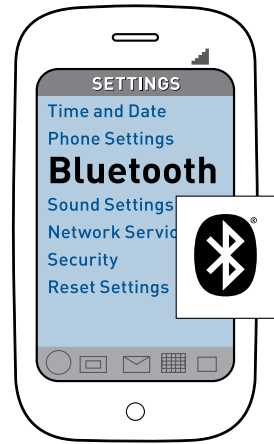 SETTINGS
Time and Date
Phone Settings
Bluetooth
Sound Settings
Network Servic
Security
Reset Settings
®